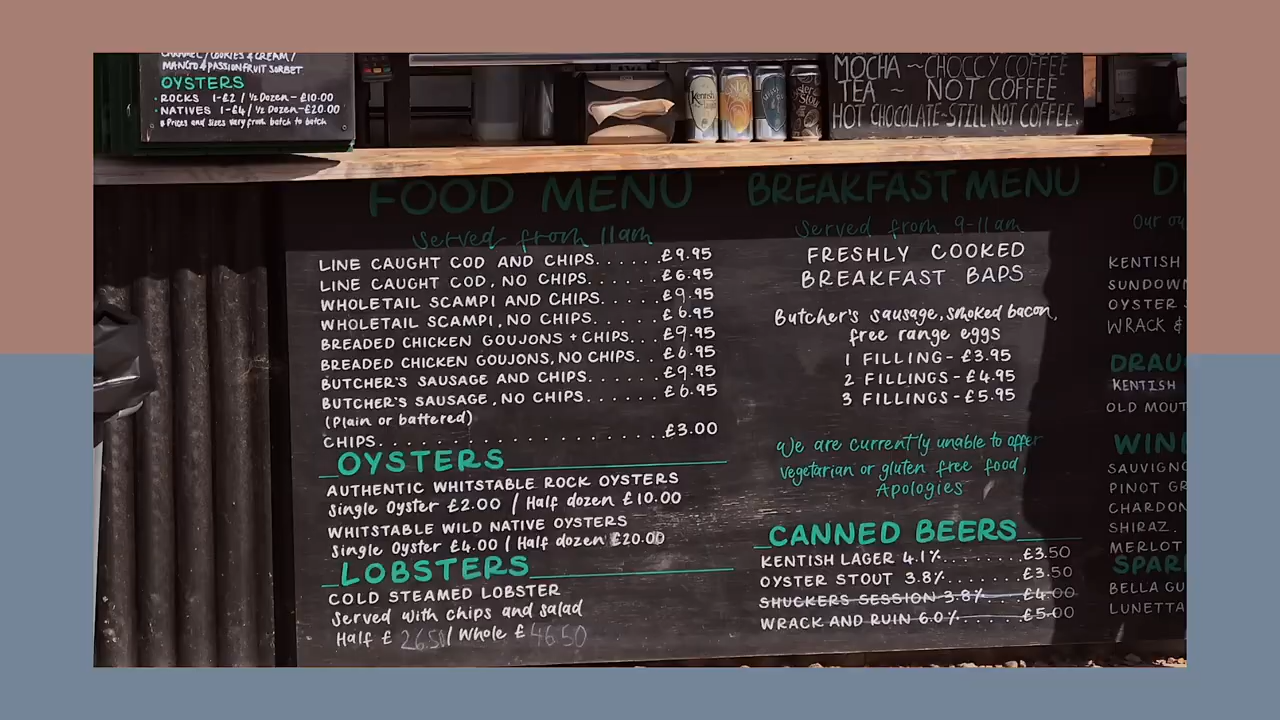 CARAMEL / COOKIES & CREAM /
MANGO & PASSIONFRUIT SORBET
OYSTERS
· ROCKS 1-£2 / ½ Dozen - £10.00
· NATIVES 1-£4 / ½ Dozen - £20.00
Prices and sizes vary from batch to batch
Kentish
MOCHA ~ CHOCCY COFFEE
TEA ~ NOT COFFEE
HOT CHOCOLATE - STILL NOT COFFEE.
FOOD MENU
Served from 11am
LINE CAUGHT COD AND CHIPS......£9.95
LINE CAUGHT COD, NO CHIPS.......£6.95
WHOLETAIL SCAMPI AND CHIPS......£9.95
WHOLETAIL SCAMPI, NO CHIPS.......£6.95
BREADED CHICKEN GOUJONS + CHIPS...£9.95
BREADED CHICKEN GOUJONS, NO CHIPS...£6.95
BUTCHER'S SAUSAGE AND CHIPS.......£9.95
BUTCHER'S SAUSAGE, NO CHIPS.......£6.95
(Plain or battered)
CHIPS.......................£3.00
OYSTERS
AUTHENTIC WHITSTABLE ROCK OYSTERS
Single Oyster £2.00 / Half dozen £10.00
WHITSTABLE WILD NATIVE OYSTERS
Single Oyster £4.00 / Half dozen £20.00
LOBSTERS
COLD STEAMED LOBSTER
Served with chips and salad
Half £ 26.50 / Whole £ 46.50
BREAKFAST MENU
Served from 9-11am
FRESHLY COOKED
BREAKFAST BAPS
Butcher's sausage, smoked bacon,
free range eggs
1 FILLING - £3.95
2 FILLINGS - £4.95
3 FILLINGS - £5.95
We are currently unable to offer
vegetarian or gluten free food,
Apologies
CANNED BEERS
KENTISH LAGER 4.1%..........£3.50
OYSTER STOUT 3.8%..........£3.50
SHUCKERS SESSION 3.8%.....£4.00
WRACK AND RUIN 6.0%.......£5.00
D
Our ou
KENTISH
SUNDOWN
OYSTER S
WRACK &
DRAU
KENTISH
OLD MOUT
WIN
SAUVIGNO
PINOT GR
CHARDON
SHIRAZ.
MERLOT
SPAR
BELLA GU
LUNETTA